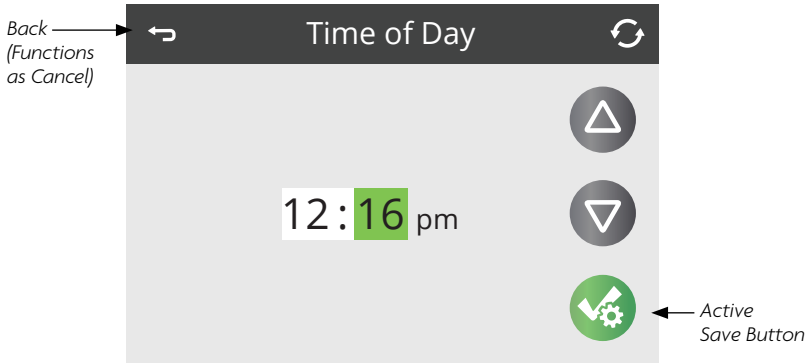 Back
(Functions
as Cancel)
Time of Day
12:16 pm
Active
Save Button